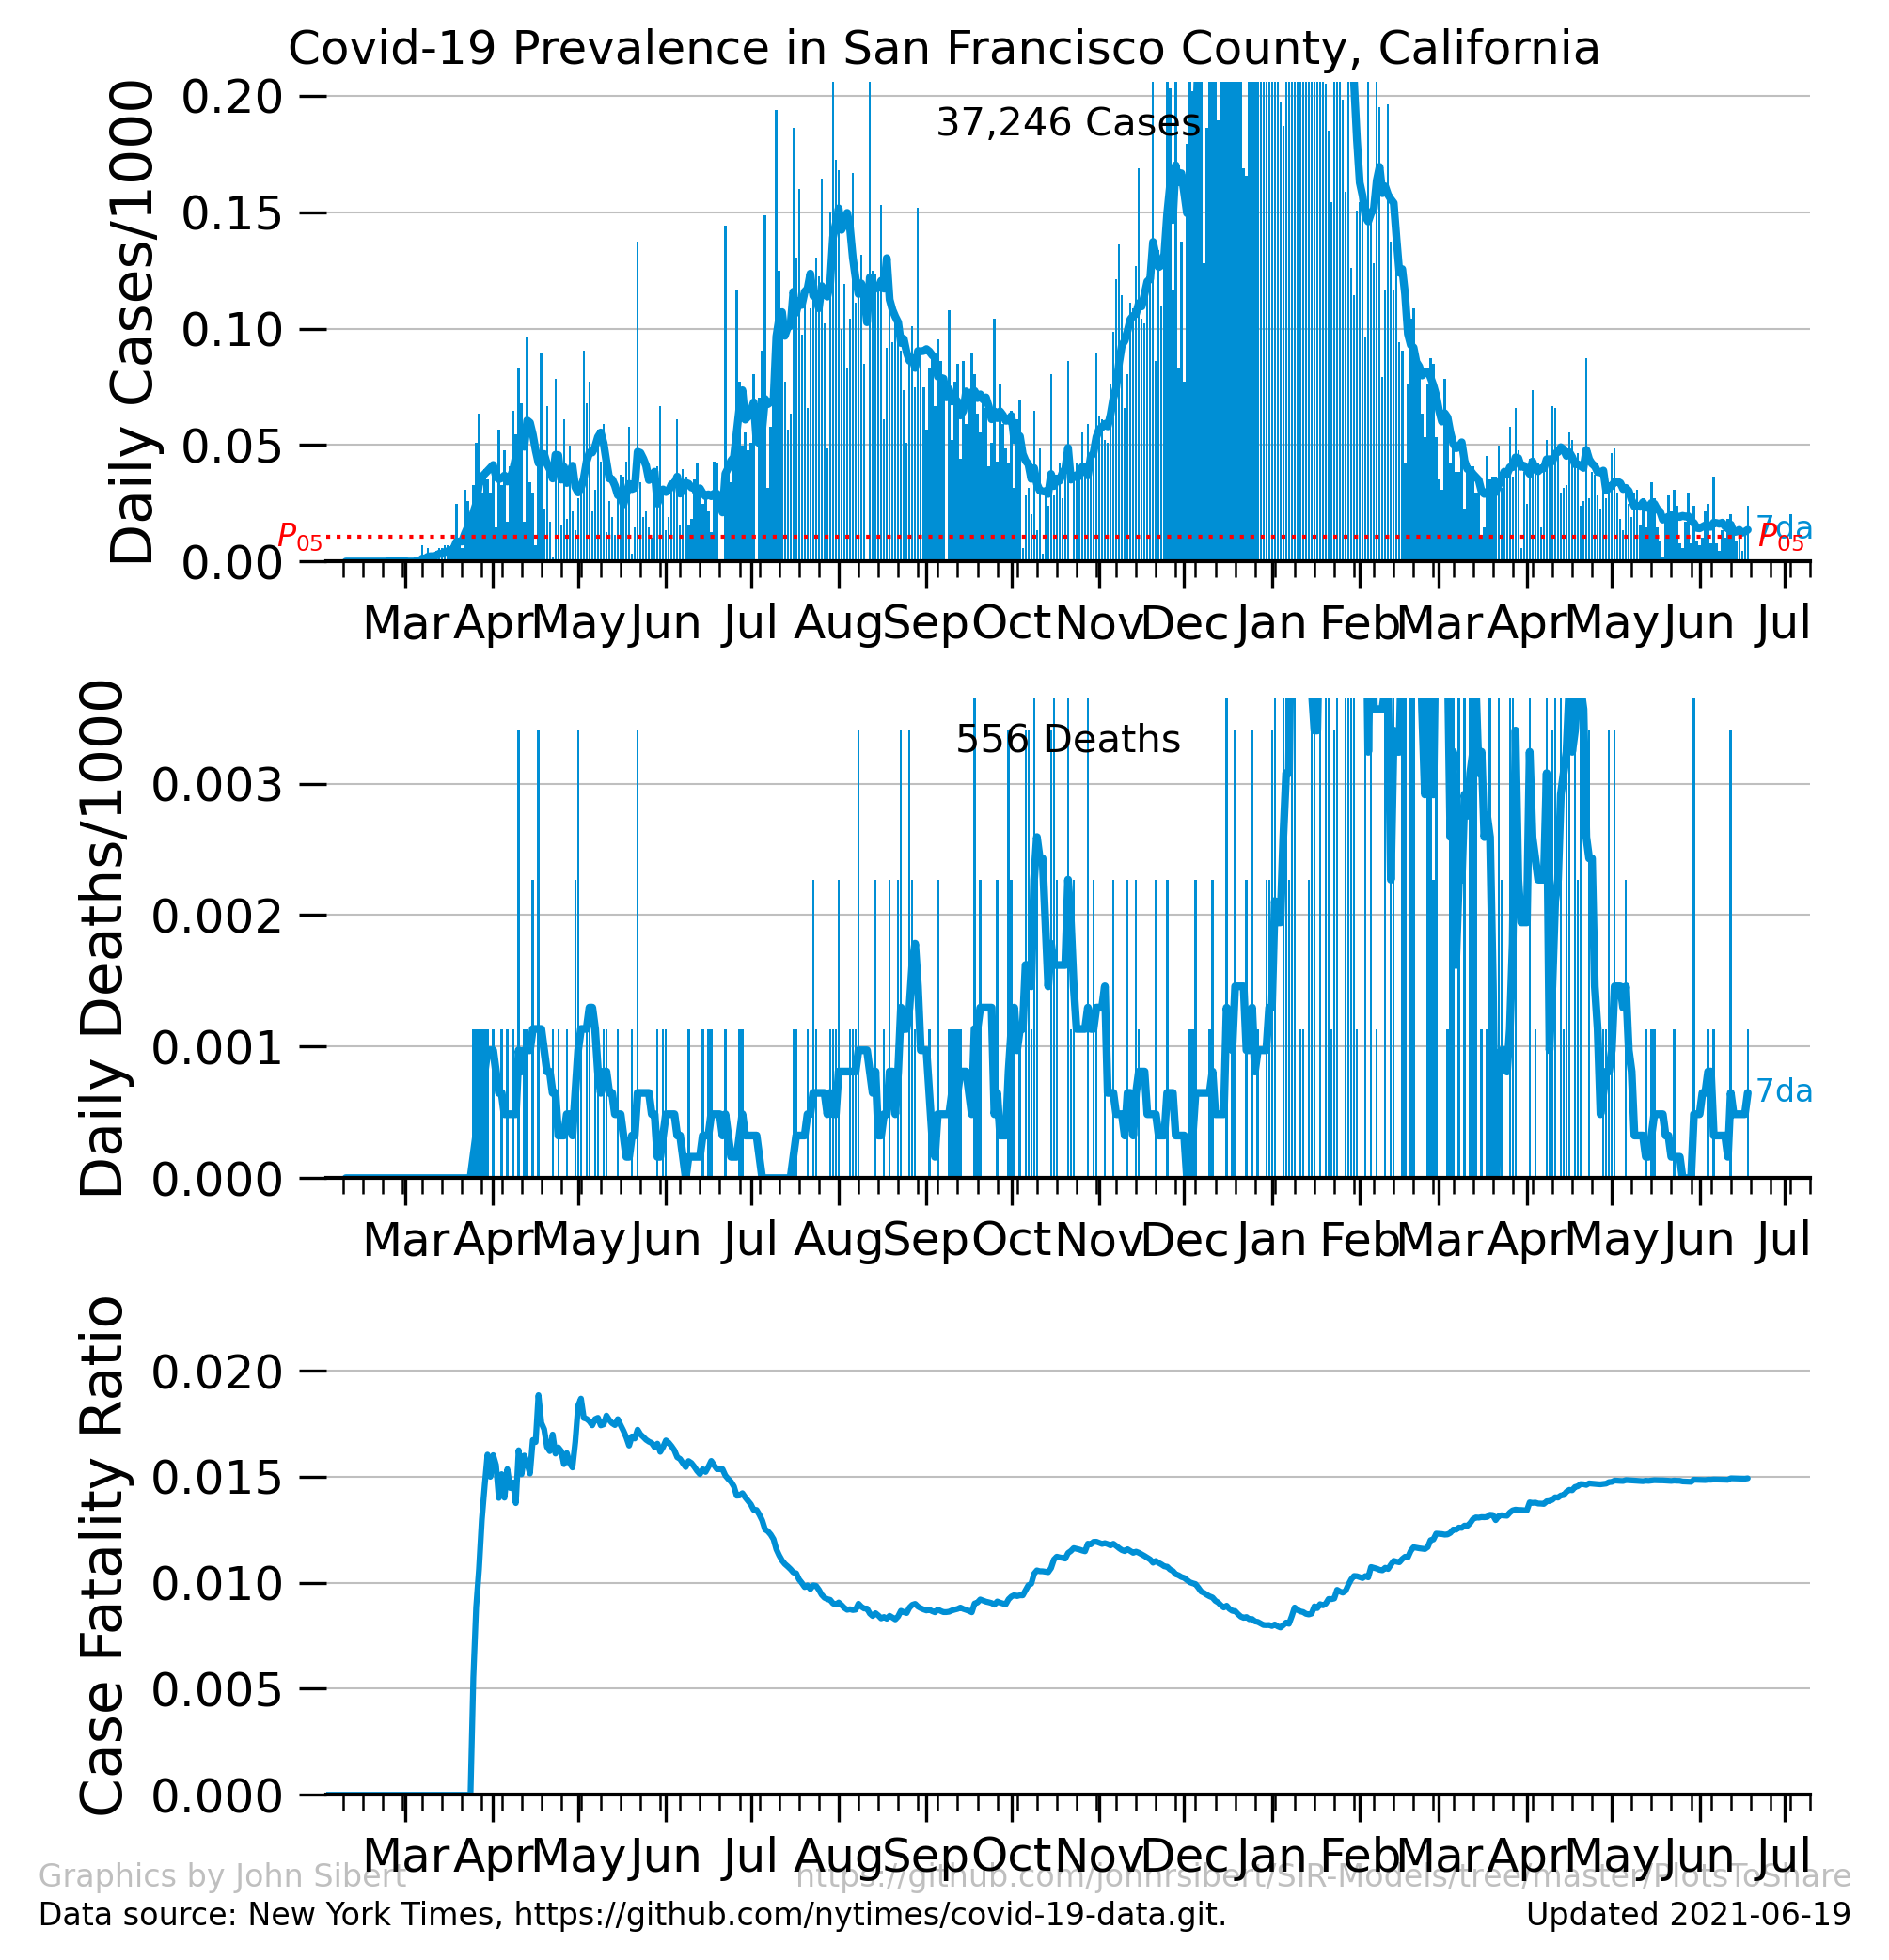 Covid-19 Prevalence in San Francisco County, California
Daily Cases/1000
0.20
0.15
0.10
0.05
0.00
37,246 Cases
P05
7da
P05
Mar Apr May Jun Jul Aug Sep Oct Nov Dec Jan Feb Mar Apr May Jun Jul
Daily Deaths/1000
0.003
0.002
0.001
0.000
556 Deaths
7da
Mar Apr May Jun Jul Aug Sep Oct Nov Dec Jan Feb Mar Apr May Jun Jul
Case Fatality Ratio
0.020
0.015
0.010
0.005
0.000
Mar Apr May Jun Jul Aug Sep Oct Nov Dec Jan Feb Mar Apr May Jun Jul
Graphics by John Sibert https://github.com/johnrsibert/SIR-Models/tree/master/PlotsToShare
Data source: New York Times, https://github.com/nytimes/covid-19-data.git. Updated 2021-06-19